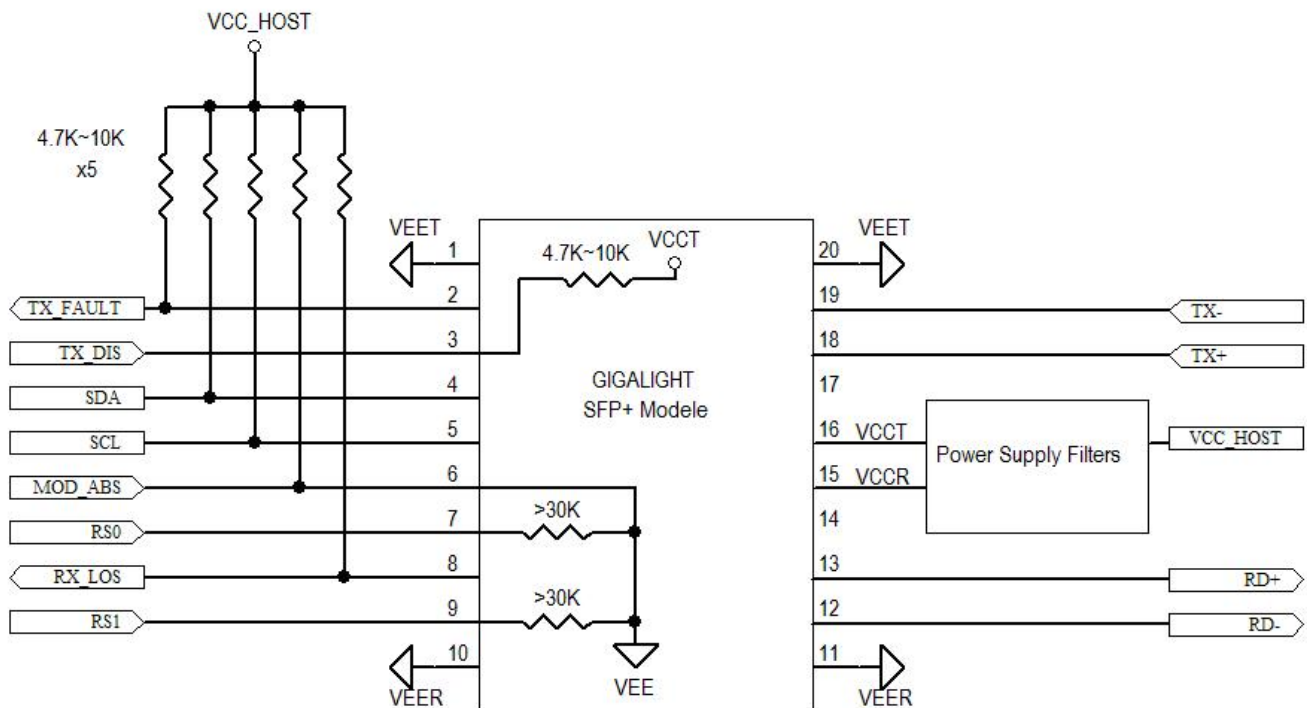 VCC_HOST
4.7K~10K
x5
VEET
1
4.7K~10K
VCCT
20
VEET
TX_FAULT
2
19
TX-
TX_DIS
3
18
TX+
SDA
4
GIGALIGHT
SFP+ Modele
17
SCL
5
16
VCCT
Power Supply Filters
VCC_HOST
MOD_ABS
6
15
VCCR
RS0
7
>30K
14
RX_LOS
8
13
RD+
RS1
9
>30K
12
RD-
10
VEER
VEE
11
VEER